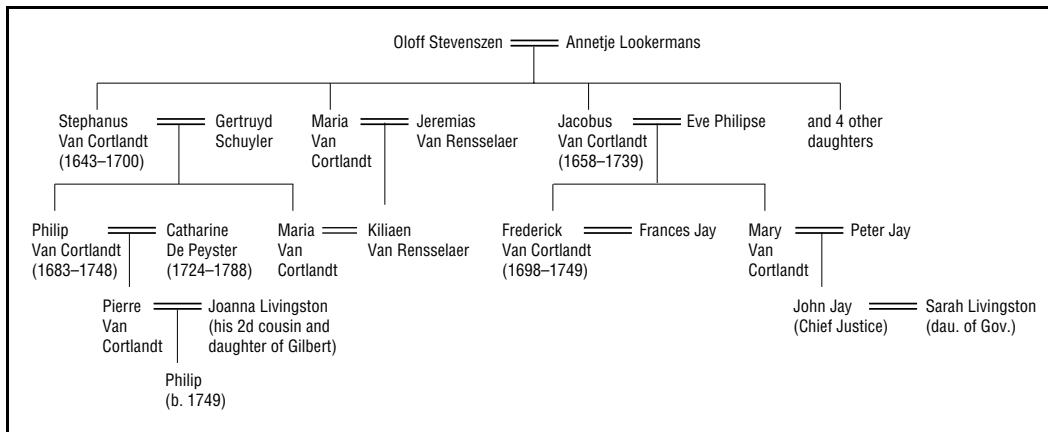 Oloff Stevenszen Annetje Lookermans
Stephanus
Van Cortlandt
(1643–1700)
Gertruyd
Schuyler
Maria
Van
Cortlandt
Jeremias
Van Rensselaer
Jacobus
Van Cortlandt
(1658–1739)
Eve Philipse
and 4 other
daughters
Philip
Van Cortlandt
(1683–1748)
Catharine
De Peyster
(1724–1788)
Maria
Van
Cortlandt
Kiliaen
Van Rensselaer
Frederick
Van Cortlandt
(1698–1749)
Frances Jay
Mary
Van
Cortlandt
Peter Jay
Pierre
Van
Cortlandt
Joanna Livingston
(his 2d cousin and
daughter of Gilbert)
John Jay
(Chief Justice)
Sarah Livingston
(dau. of Gov.)
Philip
(b. 1749)